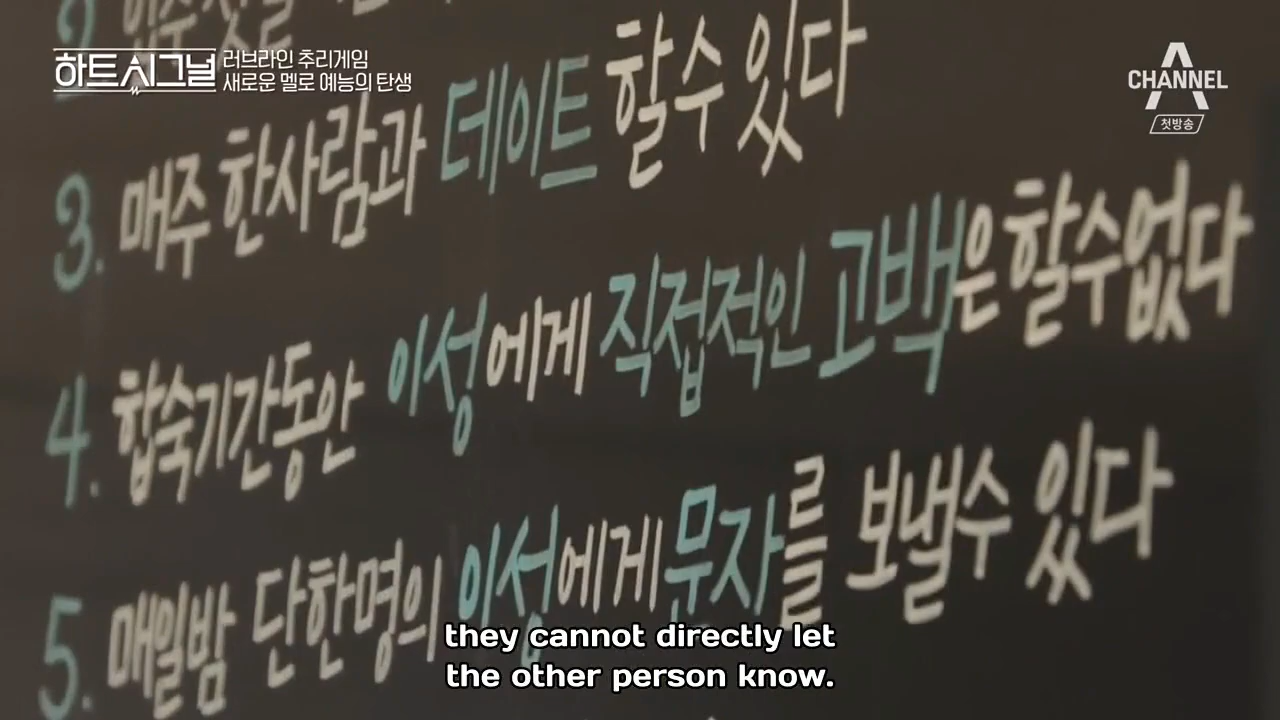 하트시그널
러브라인 추리게임
새로운 멜로 예능의 탄생
CHANNEL A
첫방송
2.
3. 매주 한사람과 데이트 할수 있다
4. 합숙기간동안 이성에게 직접적인 고백은 할수없다
5. 매일밤 단한명의 이성에게 문자를 보낼수 있다
they cannot directly let
the other person know.